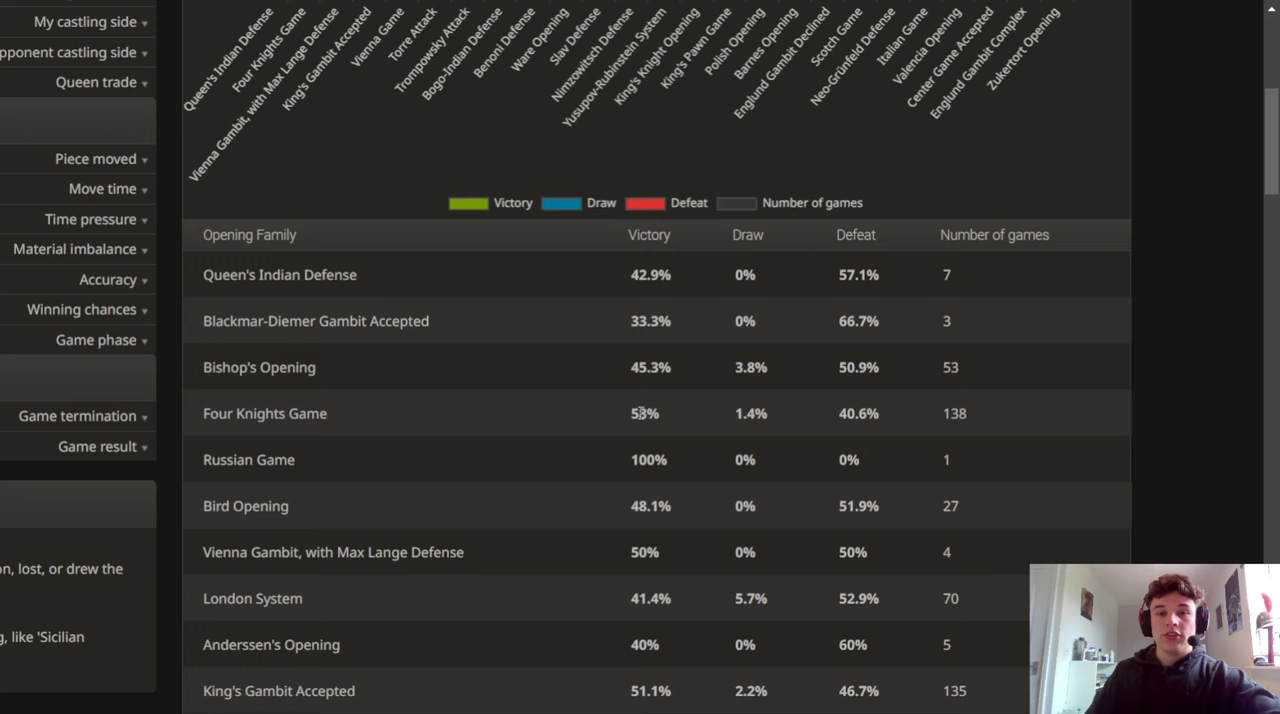 My castling side
pponent castling side
Queen trade
Piece moved
Move time
Time pressure
Material imbalance
Accuracy
Winning chances
Game phase
Game termination
Game result
on, lost, or drew the
g, like 'Sicilian
Queen's Indian Defense
Four Knights Game
Vienna Gambit, with Max Lange Defense
King's Gambit Accepted
Vienna Game
Torre Attack
Trompowsky Attack
Bogo-Indian Defense
Benoni Defense
Ware Opening
Slav Defense
Nimzowitsch Defense
Yusupov-Rubinstein System
King's Knight Opening
King's Pawn Game
Polish Opening
Barnes Opening
Englund Gambit Declined
Scotch Game
Neo-Grünfeld Defense
Italian Game
Valencia Opening
Center Game Accepted
Englund Gambit Complex
Zukertort Opening
Victory Draw Defeat Number of games
Opening Family Victory Draw Defeat Number of games
Queen's Indian Defense 42.9% 0% 57.1% 7
Blackmar-Diemer Gambit Accepted 33.3% 0% 66.7% 3
Bishop's Opening 45.3% 3.8% 50.9% 53
Four Knights Game 58% 1.4% 40.6% 138
Russian Game 100% 0% 0% 1
Bird Opening 48.1% 0% 51.9% 27
Vienna Gambit, with Max Lange Defense 50% 0% 50% 4
London System 41.4% 5.7% 52.9% 70
Anderssen's Opening 40% 0% 60% 5
King's Gambit Accepted 51.1% 2.2% 46.7% 135